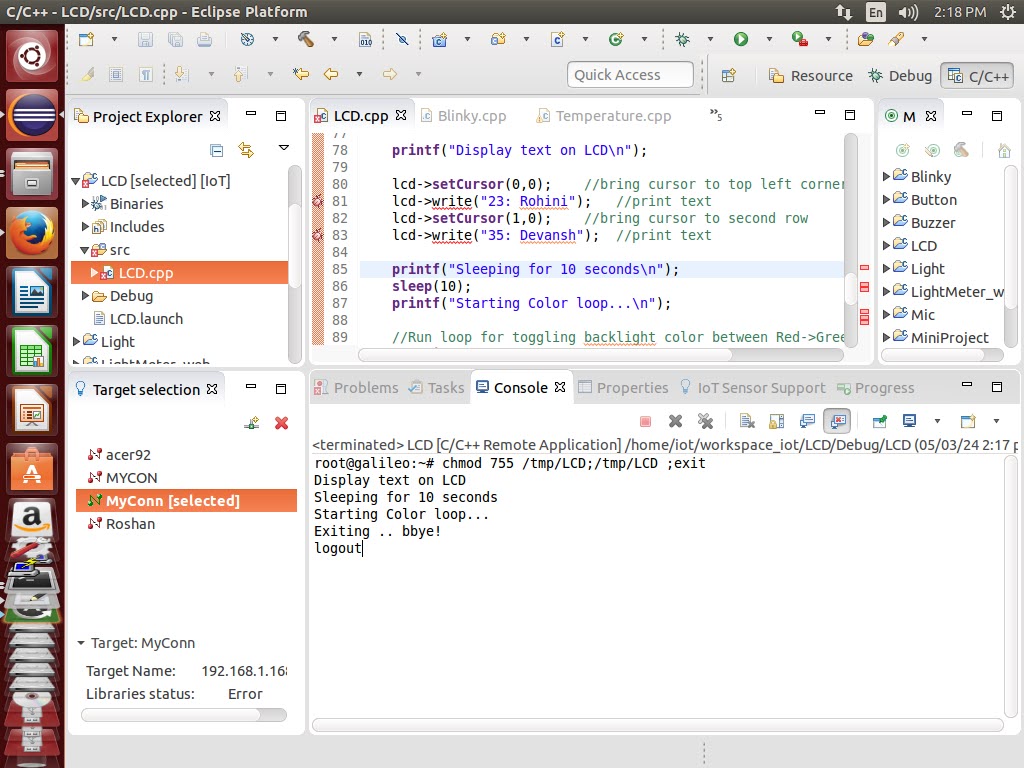 C/C++ - LCD/src/LCD.cpp - Eclipse Platform
En
2:18 PM
010
Quick Access
Resource
Debug
C/C++
Project Explorer
LCD [selected] [IoT]
Binaries
Includes
src
LCD.cpp
Debug
LCD.launch
Light
LightMeter_web
LCD.cpp
Blinky.cpp
Temperature.cpp
»5
77
78 printf("Display text on LCD\n");
79
80 lcd->setCursor(0,0); //bring cursor to top left corner
81 lcd->write("23: Rohini"); //print text
82 lcd->setCursor(1,0); //bring cursor to second row
83 lcd->write("35: Devansh"); //print text
84
85 printf("Sleeping for 10 seconds\n");
86 sleep(10);
87 printf("Starting Color loop...\n");
88
89 //Run loop for toggling backlight color between Red->Gree
M
Blinky
Button
Buzzer
LCD
Light
LightMeter_w
Mic
MiniProject
Target selection
acer92
MYCON
MyConn [selected]
Roshan
Target: MyConn
Target Name: 192.168.1.16
Libraries status: Error
Problems
Tasks
Console
Properties
IoT Sensor Support
Progress
<terminated> LCD [C/C++ Remote Application] /home/iot/workspace_iot/LCD/Debug/LCD (05/03/24 2:17 p
root@galileo:~# chmod 755 /tmp/LCD;/tmp/LCD ;exit
Display text on LCD
Sleeping for 10 seconds
Starting Color loop...
Exiting .. bbye!
logout